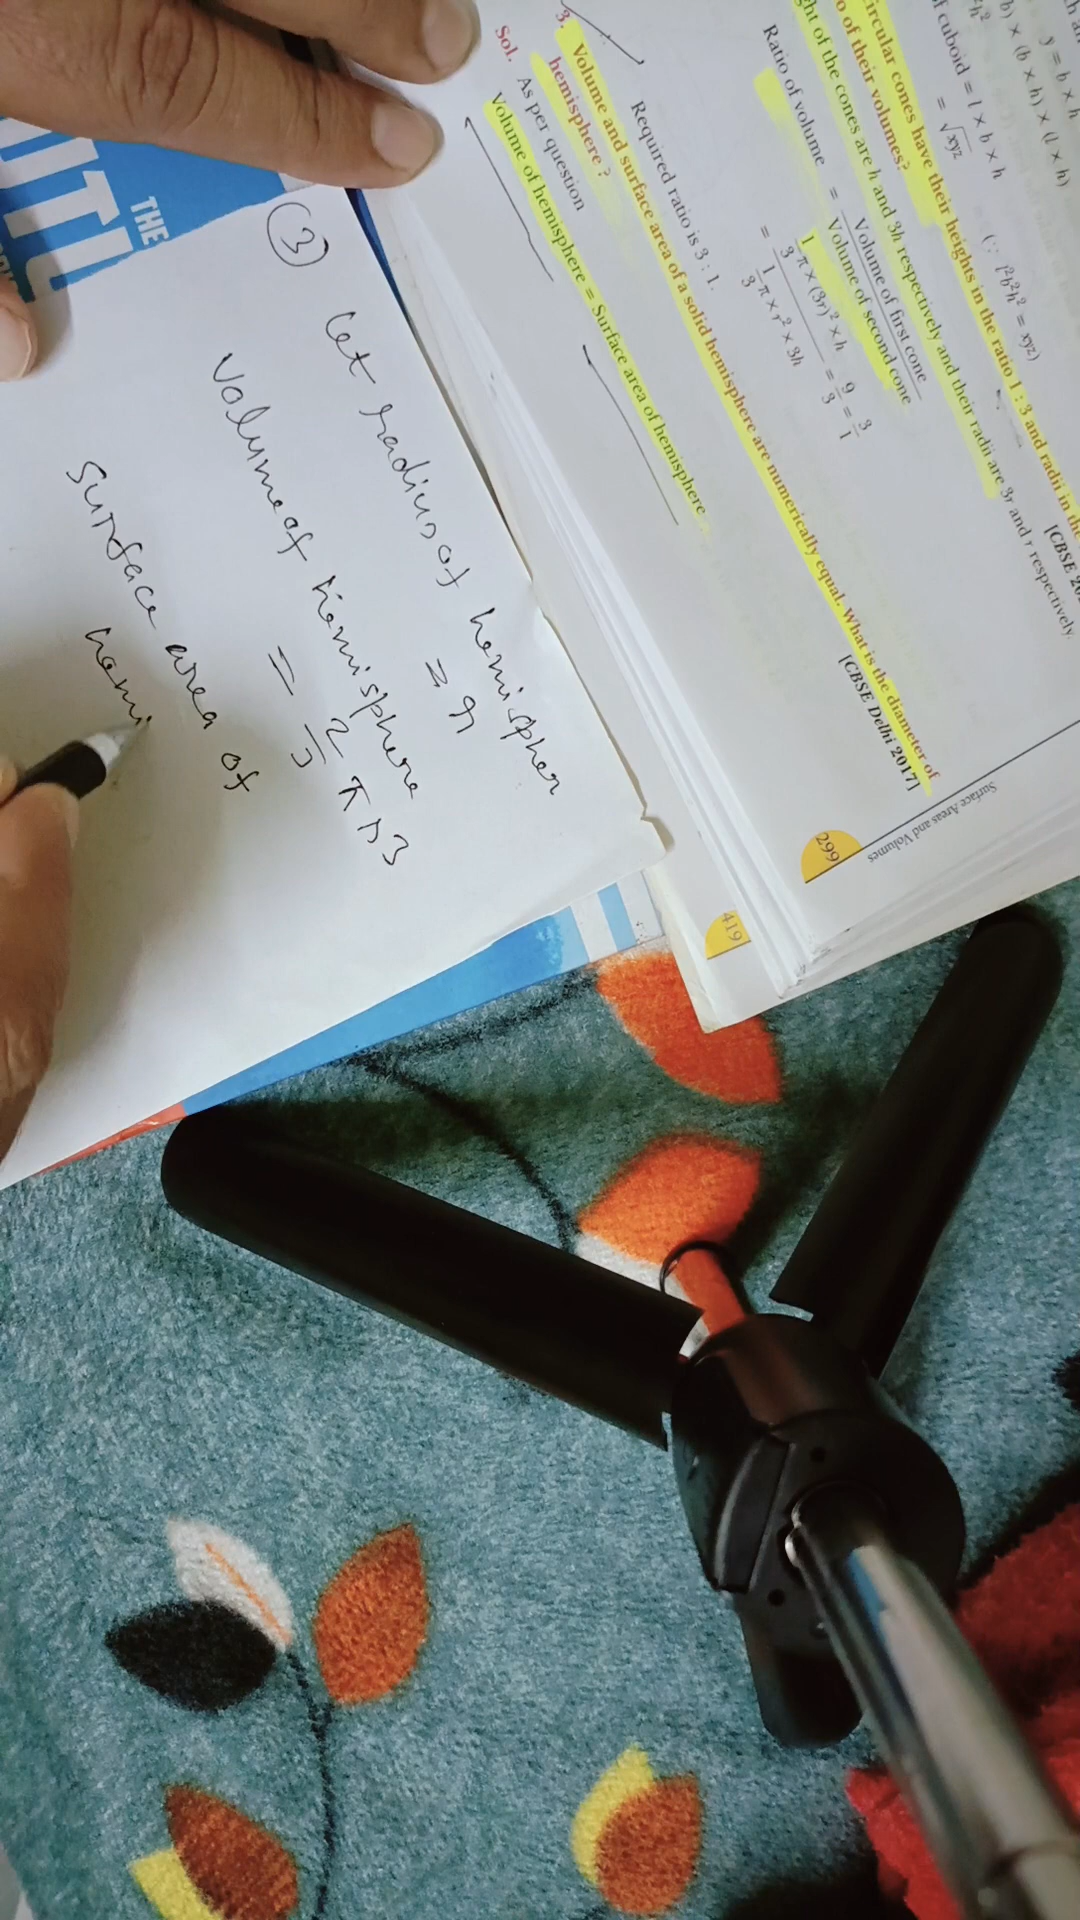 y = b × h
b) × (b × h) × (l × h)
f cuboid = l × b × h
= √xyz
(∵ l²b²h² = xyz)
ircular cones have their heights in the ratio 1 : 3 and radii in the
o of their volumes?
[CBSE 20
ght of the cones are h and 3h respectively and their radii are 3r and r respectively.
Ratio of volume = Volume of first cone / Volume of second cone
= 1/3 π × (3r)² × h / 1/3 π × r² × 3h = 9/3 = 3/1
Required ratio is 3 : 1.
3. Volume and surface area of a solid hemisphere are numerically equal. What is the diameter of
hemisphere ?
[CBSE Delhi 2017]
Sol. As per question
Volume of hemisphere = Surface area of hemisphere
Surface Areas and Volumes
299
419
THE
(3) Let radius of hemispher
= r
Volume of hemisphere
= 2/3 π r3
Surface area of
hemi